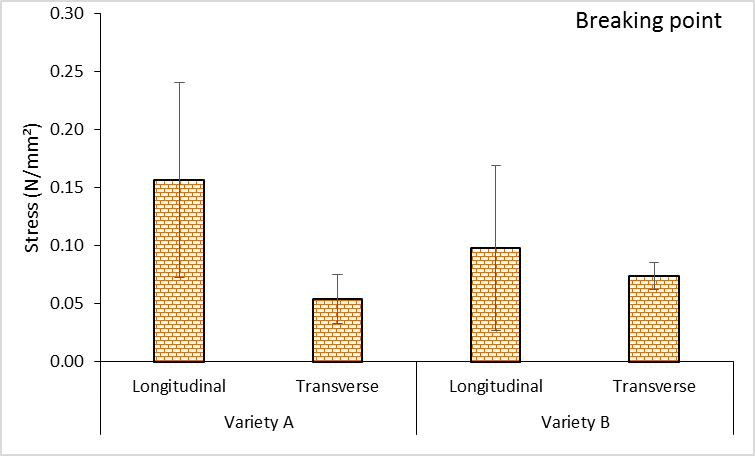 Breaking point
Stress (N/mm²)
0.30
0.25
0.20
0.15
0.10
0.05
0.00
Longitudinal Transverse Longitudinal Transverse
Variety A Variety B